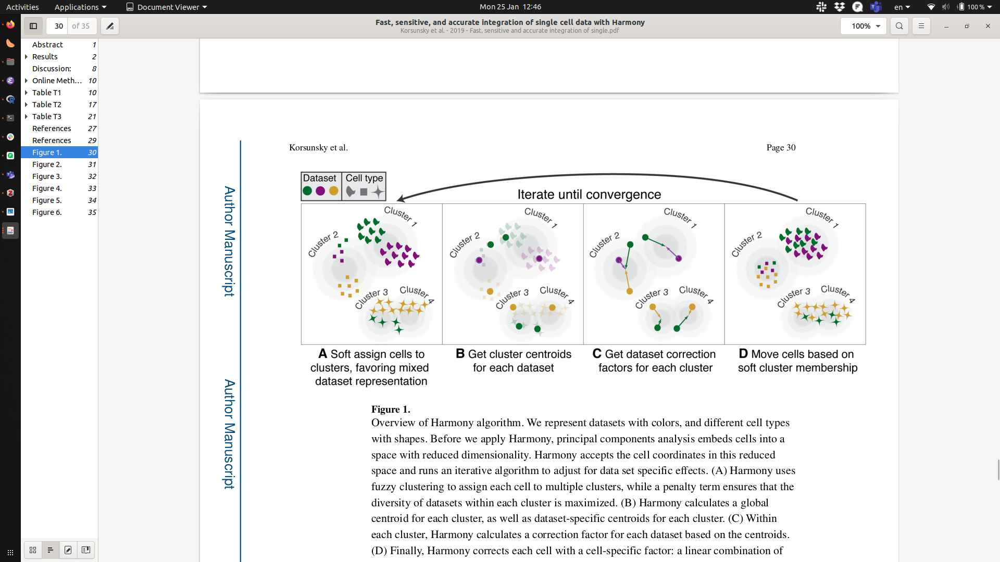 Activities Applications Document Viewer Mon 25 Jan 12:46 en 100 %
30 of 35
Fast, sensitive, and accurate integration of single cell data with Harmony
Korsunsky et al. - 2019 - Fast, sensitive and accurate integration of single.pdf
100%
Abstract 1
Results 2
Discussion: 8
Online Meth… 10
Table T1 10
Table T2 17
Table T3 21
References 27
References 29
Figure 1. 30
Figure 2. 31
Figure 3. 32
Figure 4. 33
Figure 5. 34
Figure 6. 35
Author Manuscript
Author Manuscript
Korsunsky et al. Page 30
Dataset Cell type
Iterate until convergence
Cluster 1
Cluster 2
Cluster 3
Cluster 4
Cluster 1
Cluster 2
Cluster 3
Cluster 4
Cluster 1
Cluster 2
Cluster 3
Cluster 4
Cluster 1
Cluster 2
Cluster 3
Cluster 4
A Soft assign cells to
clusters, favoring mixed
dataset representation
B Get cluster centroids
for each dataset
C Get dataset correction
factors for each cluster
D Move cells based on
soft cluster membership
Figure 1.
Overview of Harmony algorithm. We represent datasets with colors, and different cell types
with shapes. Before we apply Harmony, principal components analysis embeds cells into a
space with reduced dimensionality. Harmony accepts the cell coordinates in this reduced
space and runs an iterative algorithm to adjust for data set specific effects. (A) Harmony uses
fuzzy clustering to assign each cell to multiple clusters, while a penalty term ensures that the
diversity of datasets within each cluster is maximized. (B) Harmony calculates a global
centroid for each cluster, as well as dataset-specific centroids for each cluster. (C) Within
each cluster, Harmony calculates a correction factor for each dataset based on the centroids.
(D) Finally, Harmony corrects each cell with a cell-specific factor: a linear combination of